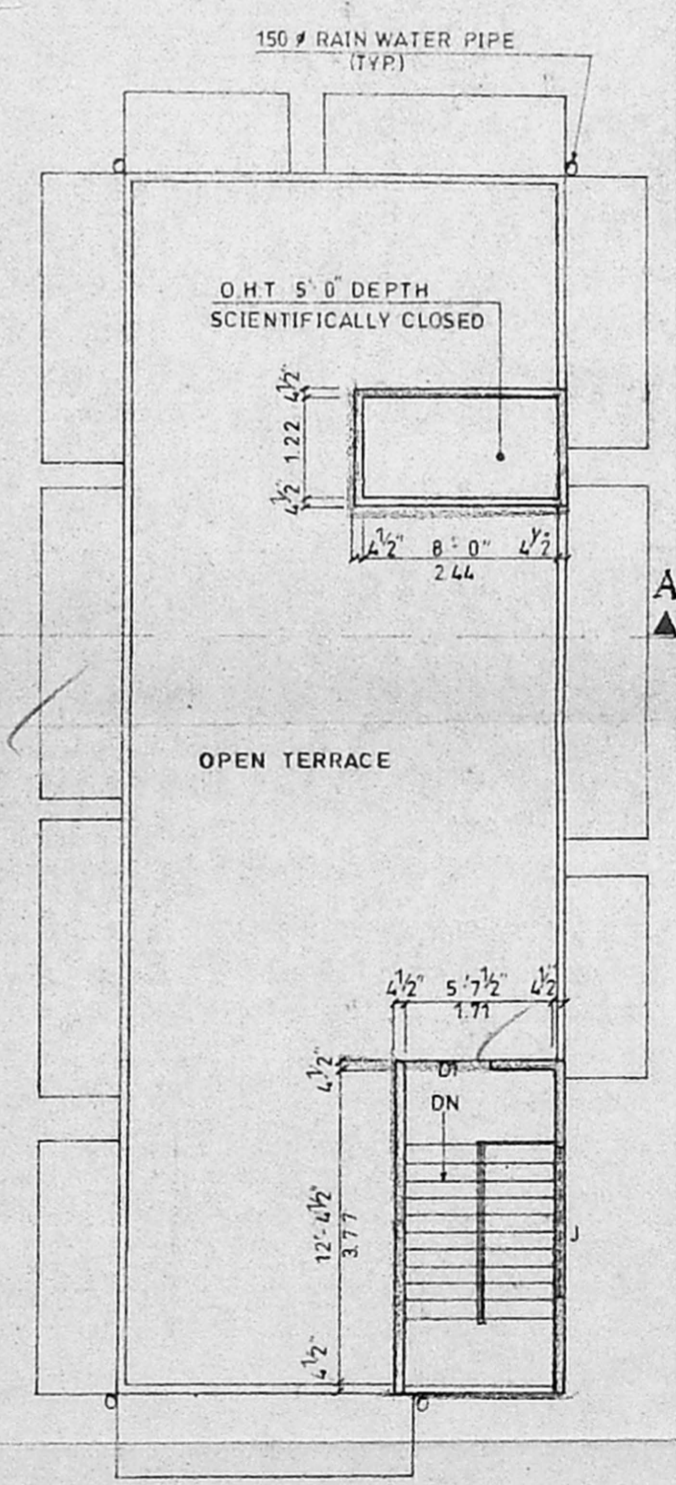 150 ø RAIN WATER PIPE
(TYP.)
O.H.T 5'0" DEPTH
SCIENTIFICALLY CLOSED
4½"
1.22
4½"
4½" 8'-0" 4½
2.44
A
OPEN TERRACE
4½" 5'-7½" 4½"
1.71
4½"
D1
DN
12'-4½"
3.77
J
4½"